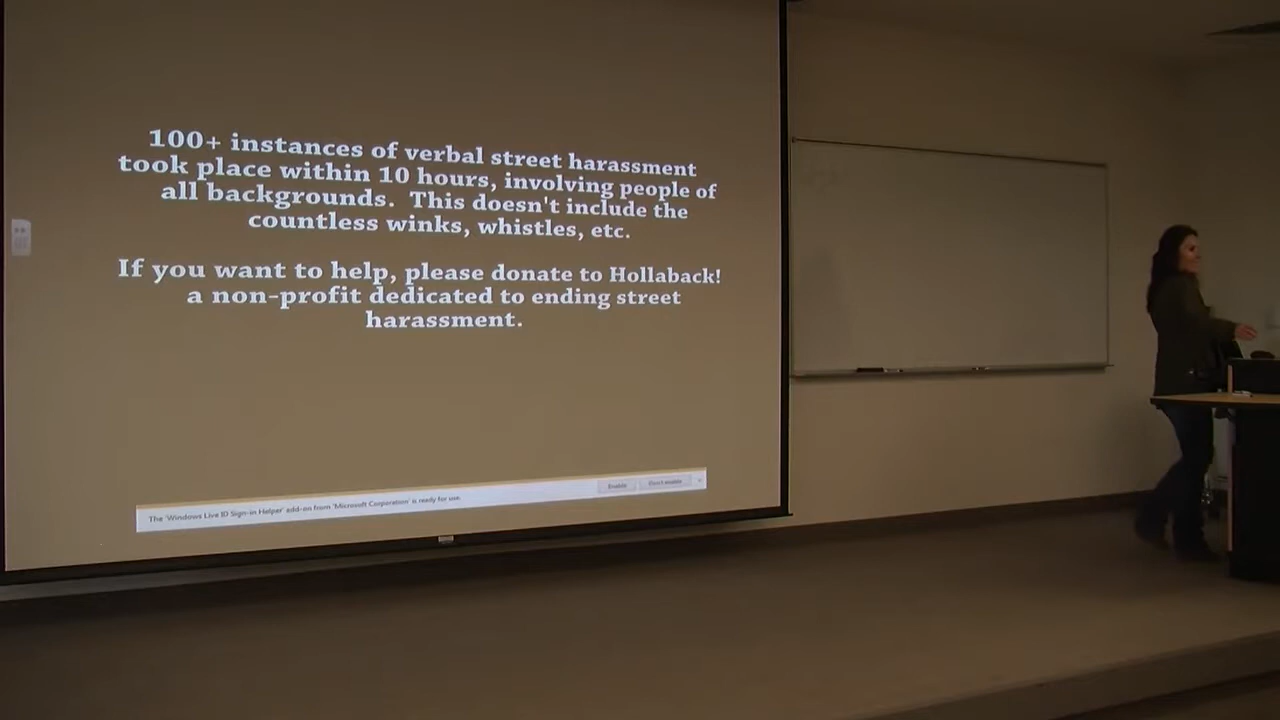 100+ instances of verbal street harassment
took place within 10 hours, involving people of
all backgrounds. This doesn't include the
countless winks, whistles, etc.
If you want to help, please donate to Hollaback!
a non-profit dedicated to ending street
harassment.
The 'Windows Live ID Sign-in Helper' add-on from 'Microsoft Corporation' is ready for use. Enable Don't enable